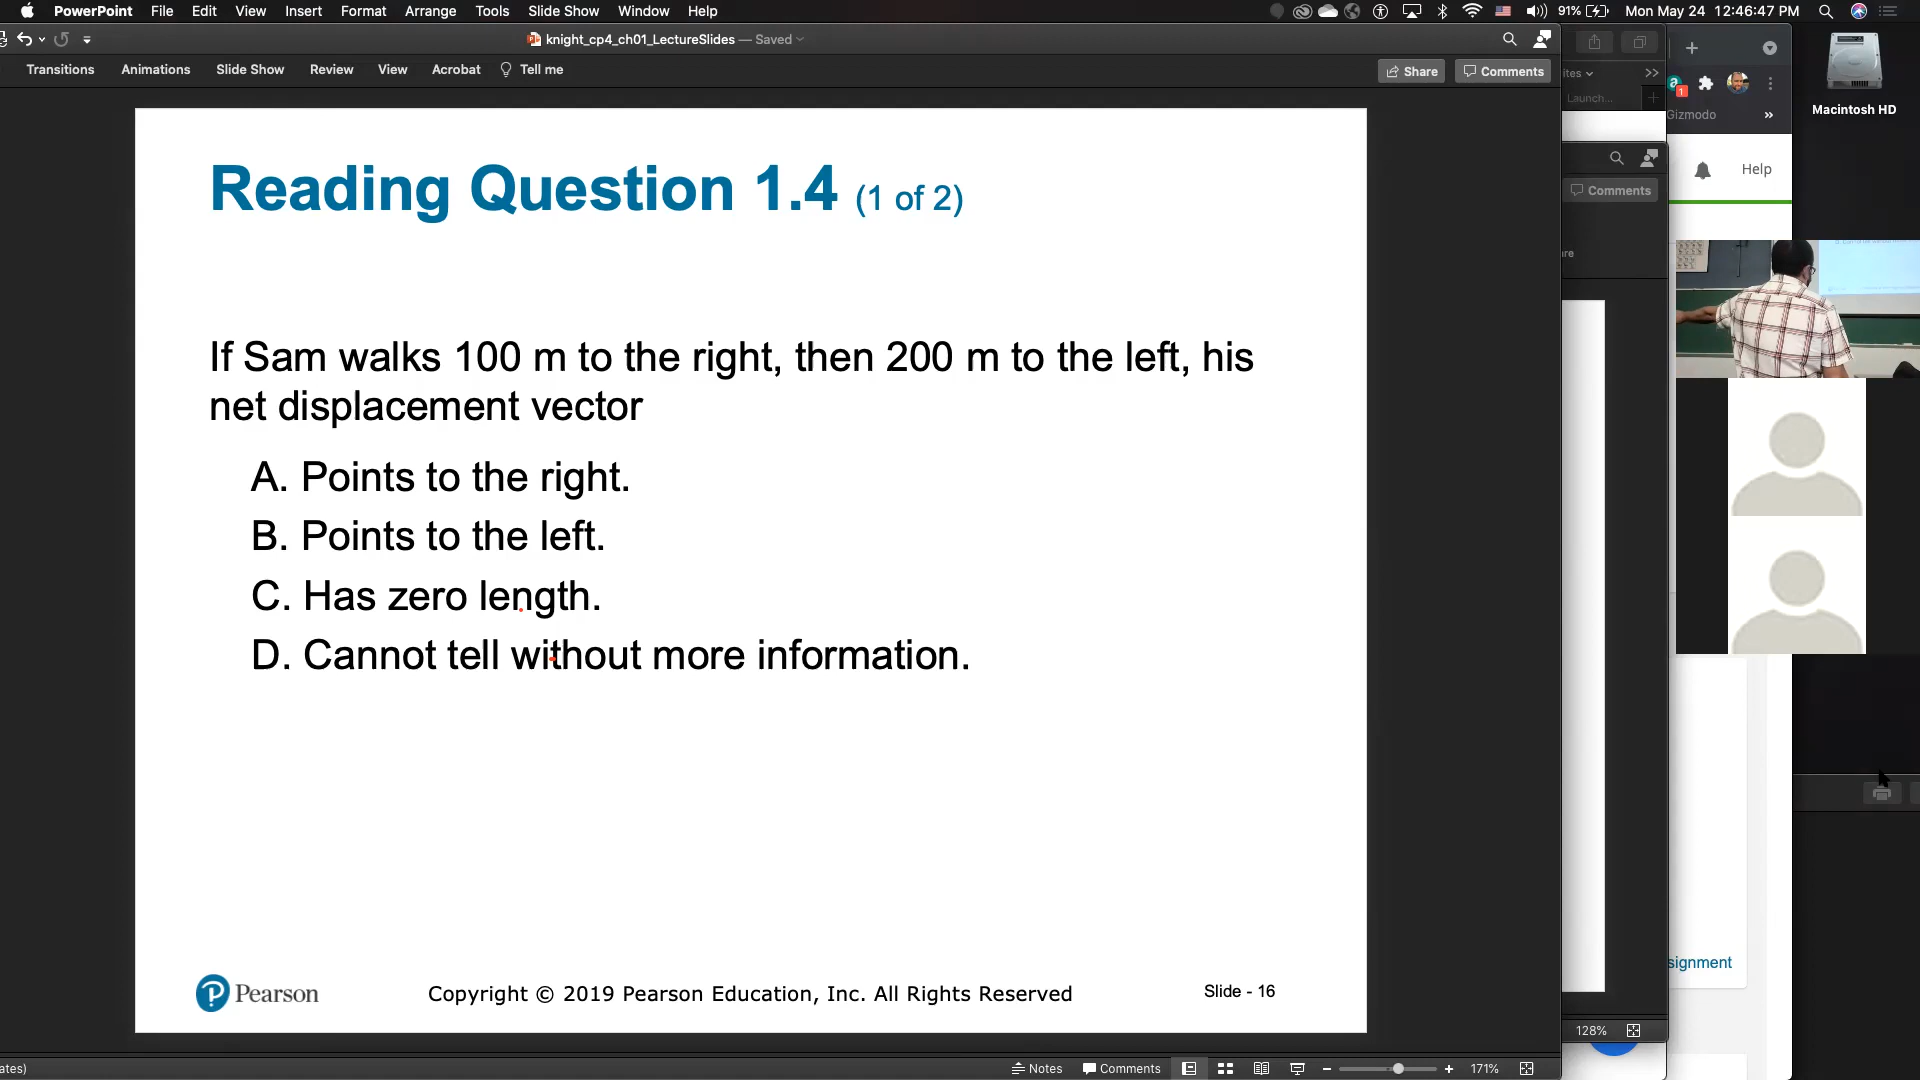 PowerPoint File Edit View Insert Format Arrange Tools Slide Show Window Help 91% Mon May 24 12:46:47 PM
knight_cp4_ch01_LectureSlides — Saved
Transitions Animations Slide Show Review View Acrobat Tell me Share Comments
ites
Launch...
1
Gizmodo
Macintosh HD
Comments
Help
Reading Question 1.4 (1 of 2)
If Sam walks 100 m to the right, then 200 m to the left, his
net displacement vector
A. Points to the right.
B. Points to the left.
C. Has zero length.
D. Cannot tell without more information.
signment
Pearson
Copyright © 2019 Pearson Education, Inc. All Rights Reserved
Slide - 16
128%
ates)
Notes Comments 171%